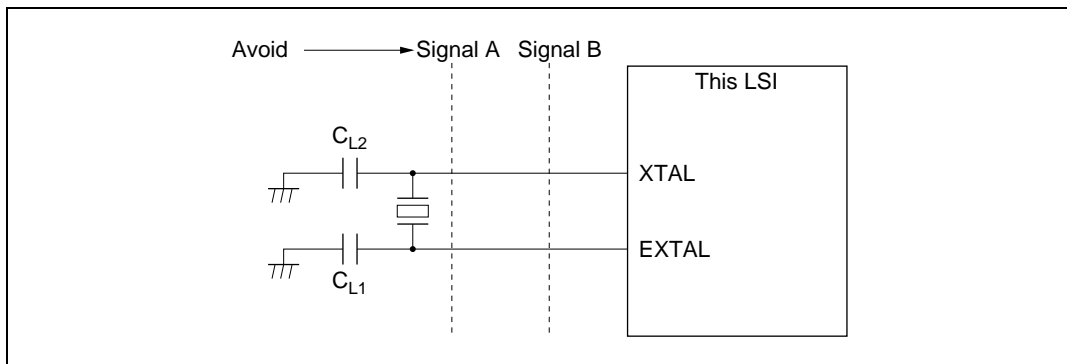 Avoid Signal A Signal B
This LSI
CL2
XTAL
EXTAL
CL1